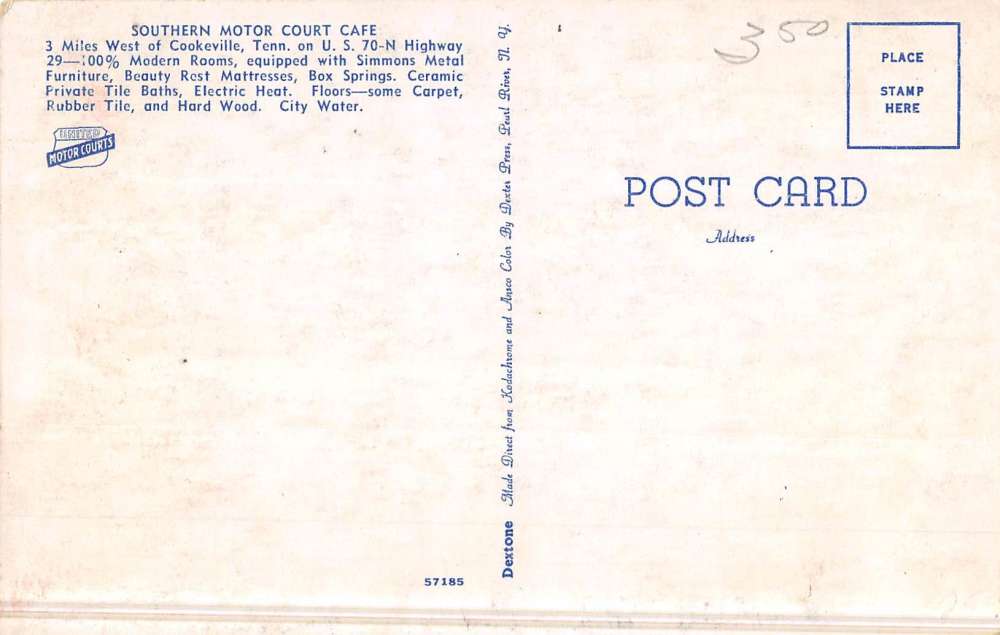 SOUTHERN MOTOR COURT CAFE
3 Miles West of Cookeville, Tenn. on U. S. 70-N Highway
29—100% Modern Rooms, equipped with Simmons Metal
Furniture, Beauty Rest Mattresses, Box Springs. Ceramic
Private Tile Baths, Electric Heat. Floors—some Carpet,
Rubber Tile, and Hard Wood. City Water.
UNITED
MOTOR COURTS
57185
Dextone Made Direct from Kodachrome and Ansco Color By Dexter Press, Pearl River, N. Y.
3 50
PLACE
STAMP
HERE
POST CARD
Address